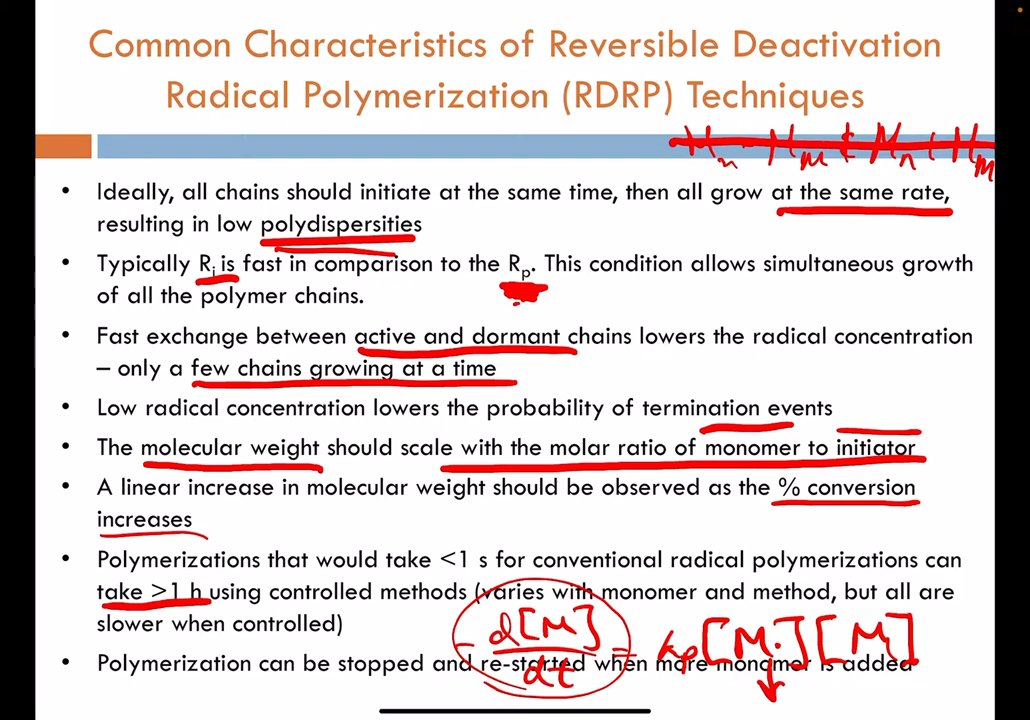 Common Characteristics of Reversible Deactivation
Radical Polymerization (RDRP) Techniques
• Ideally, all chains should initiate at the same time, then all grow at the same rate,
resulting in low polydispersities
• Typically Ri is fast in comparison to the Rp. This condition allows simultaneous growth
of all the polymer chains.
• Fast exchange between active and dormant chains lowers the radical concentration
– only a few chains growing at a time
• Low radical concentration lowers the probability of termination events
• The molecular weight should scale with the molar ratio of monomer to initiator
• A linear increase in molecular weight should be observed as the % conversion
increases
• Polymerizations that would take <1 s for conventional radical polymerizations can
take >1 h using controlled methods (varies with monomer and method, but all are
slower when controlled)
• Polymerization can be stopped and re-started when more monomer is added
- d[M]/dt = kp[M·][M]